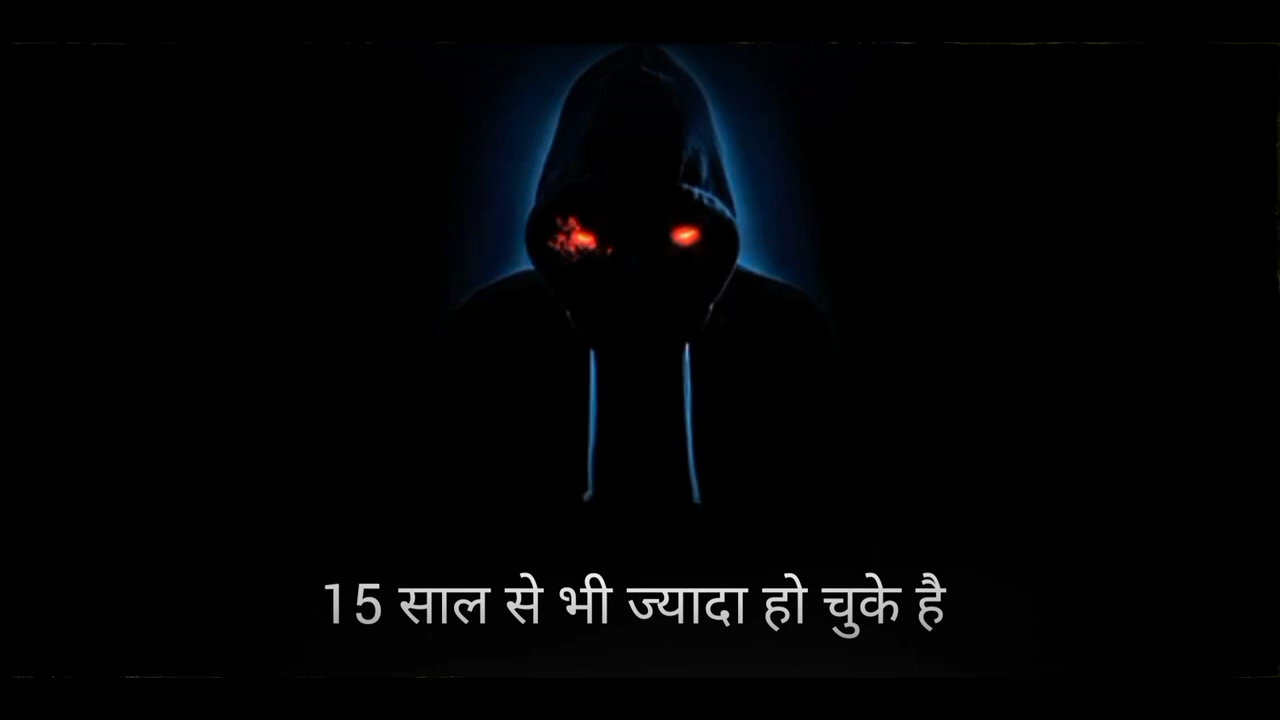 15 साल से भी ज्यादा हो चुके है